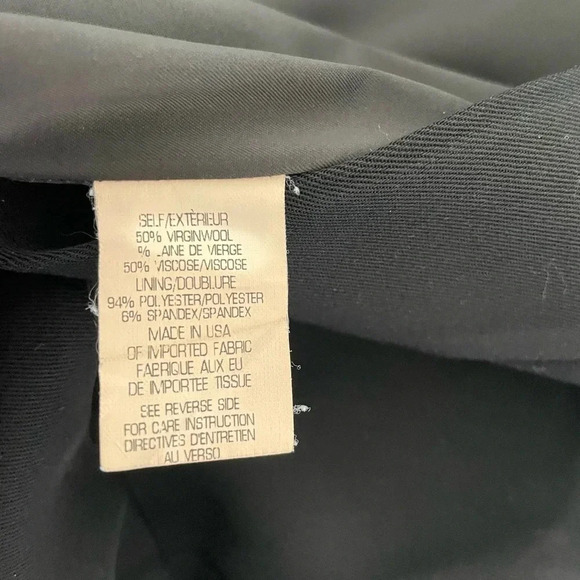 SELF/EXTÈRIEUR
50% VIRGINWOOL
% LAINE DE VIERGE
50% VISCOSE/VISCOSE
LINING/DOUBLURE
94% POLYESTER/POLYESTER
6% SPANDEX/SPANDEX
MADE IN USA
OF IMPORTED FABRIC
FABRIQUE AUX EU
DE IMPORTEE TISSUE
SEE REVERSE SIDE
FOR CARE INSTRUCTION
DIRECTIVES D'ENTRETIEN
AU VERSO